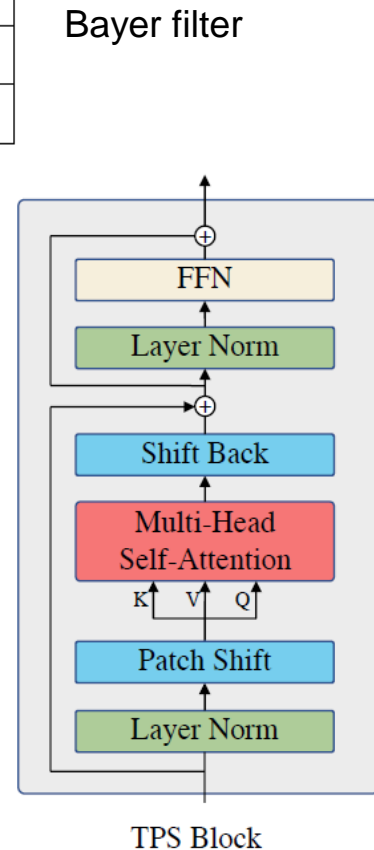 Bayer filter
+
FFN
Layer Norm
+
Shift Back
Multi-Head
Self-Attention
K V Q
Patch Shift
Layer Norm
TPS Block